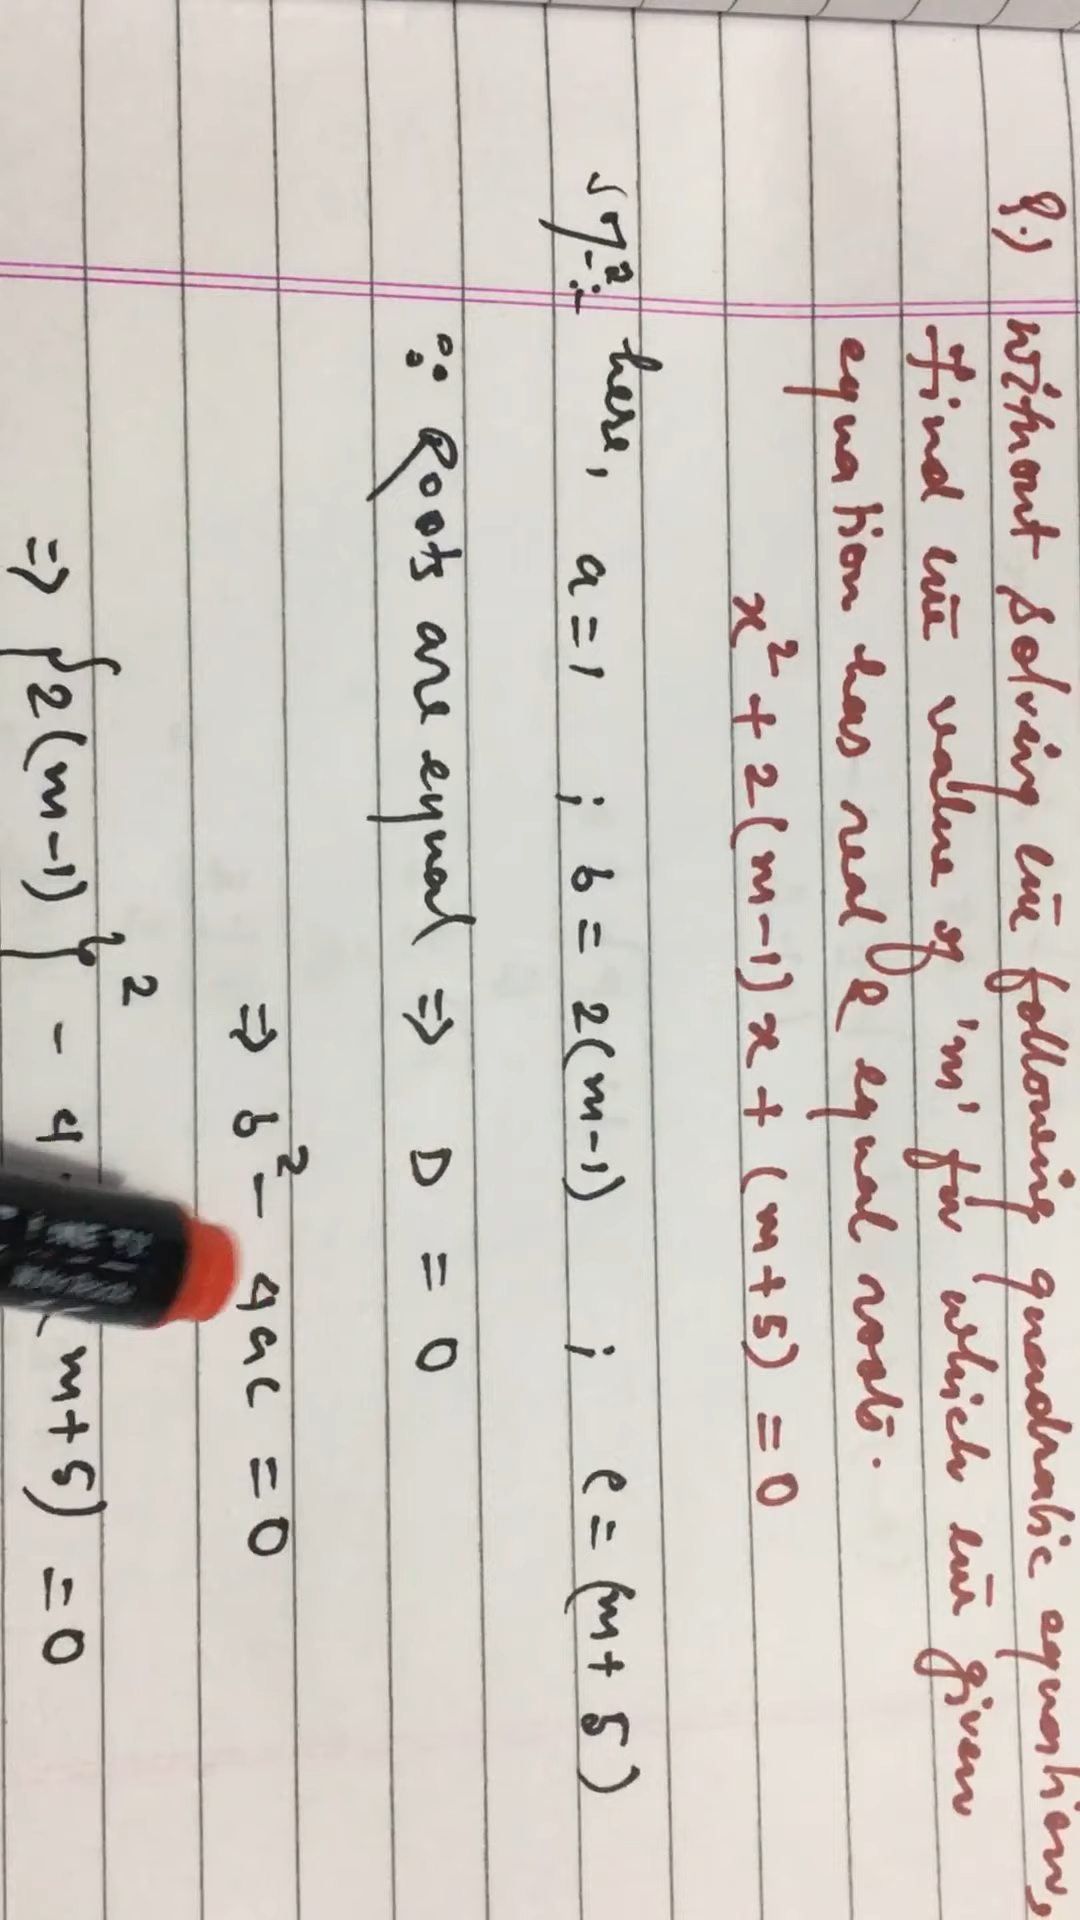 Q.) Without solving the following quadratic equation,
Find the value of 'm' for which the given
equation has real & equal roots.
x² + 2(m-1)x + (m+5) = 0
here, a=1 ; b = 2(m-1) ; c = (m+5)
∵ Roots are equal ⇒ D = 0
⇒ b² - 4ac = 0
⇒ {2(m-1)}² - 4 m+5) = 0